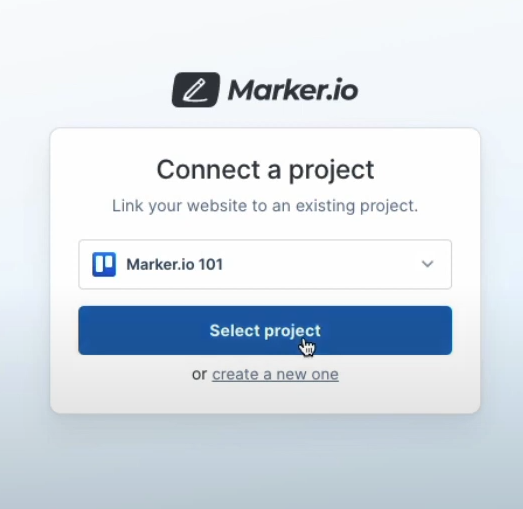 Marker.io
Connect a project
Link your website to an existing project.
Marker.io 101
Select project
or create a new one